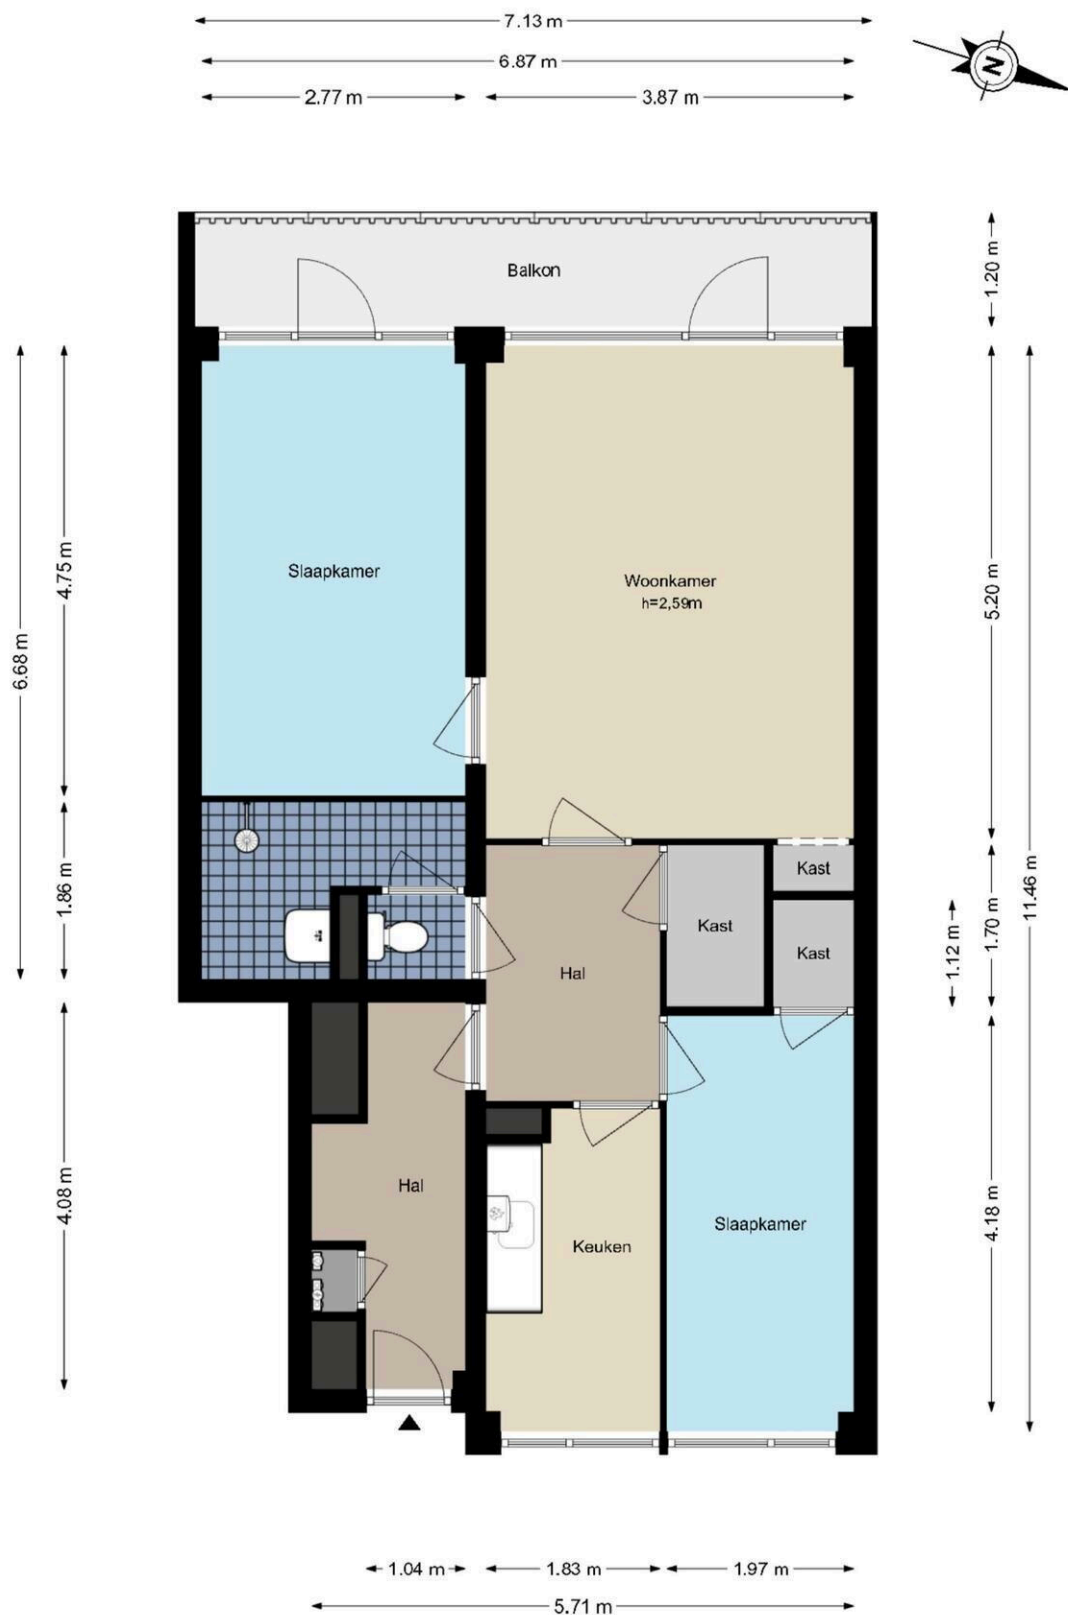 7.13 m
6.87 m
2.77 m
3.87 m
N
Balkon
1.20 m
Slaapkamer
Woonkamer
h=2,59m
4.75 m
6.68 m
5.20 m
1.86 m
Kast
Kast
Kast
Hal
1.12 m
1.70 m
11.46 m
4.08 m
Hal
Keuken
Slaapkamer
4.18 m
1.04 m
1.83 m
1.97 m
5.71 m